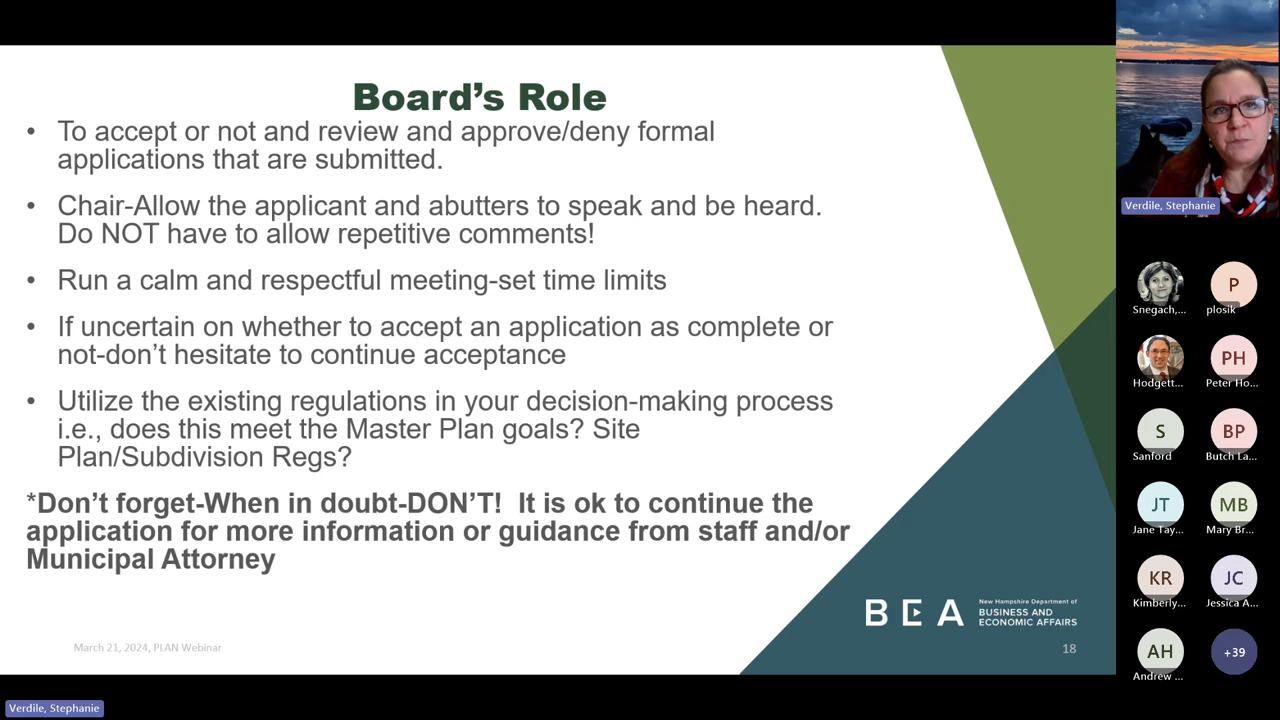 Board's Role
• To accept or not and review and approve/deny formal
applications that are submitted.
• Chair-Allow the applicant and abutters to speak and be heard.
Do NOT have to allow repetitive comments!
• Run a calm and respectful meeting-set time limits
• If uncertain on whether to accept an application as complete or
not-don't hesitate to continue acceptance
• Utilize the existing regulations in your decision-making process
i.e., does this meet the Master Plan goals? Site
Plan/Subdivision Regs?
*Don't forget-When in doubt-DON'T! It is ok to continue the
application for more information or guidance from staff and/or
Municipal Attorney
BEA
New Hampshire Department of
BUSINESS AND
ECONOMIC AFFAIRS
March 21, 2024, PLAN Webinar
18
Verdile, Stephanie
Snegach,...
P
plosik
Hodgett...
PH
Peter Ho...
S
Sanford
BP
Butch La...
JT
Jane Tay...
MB
Mary Br...
KR
Kimberly...
JC
Jessica A...
AH
Andrew ...
+39
Verdile, Stephanie